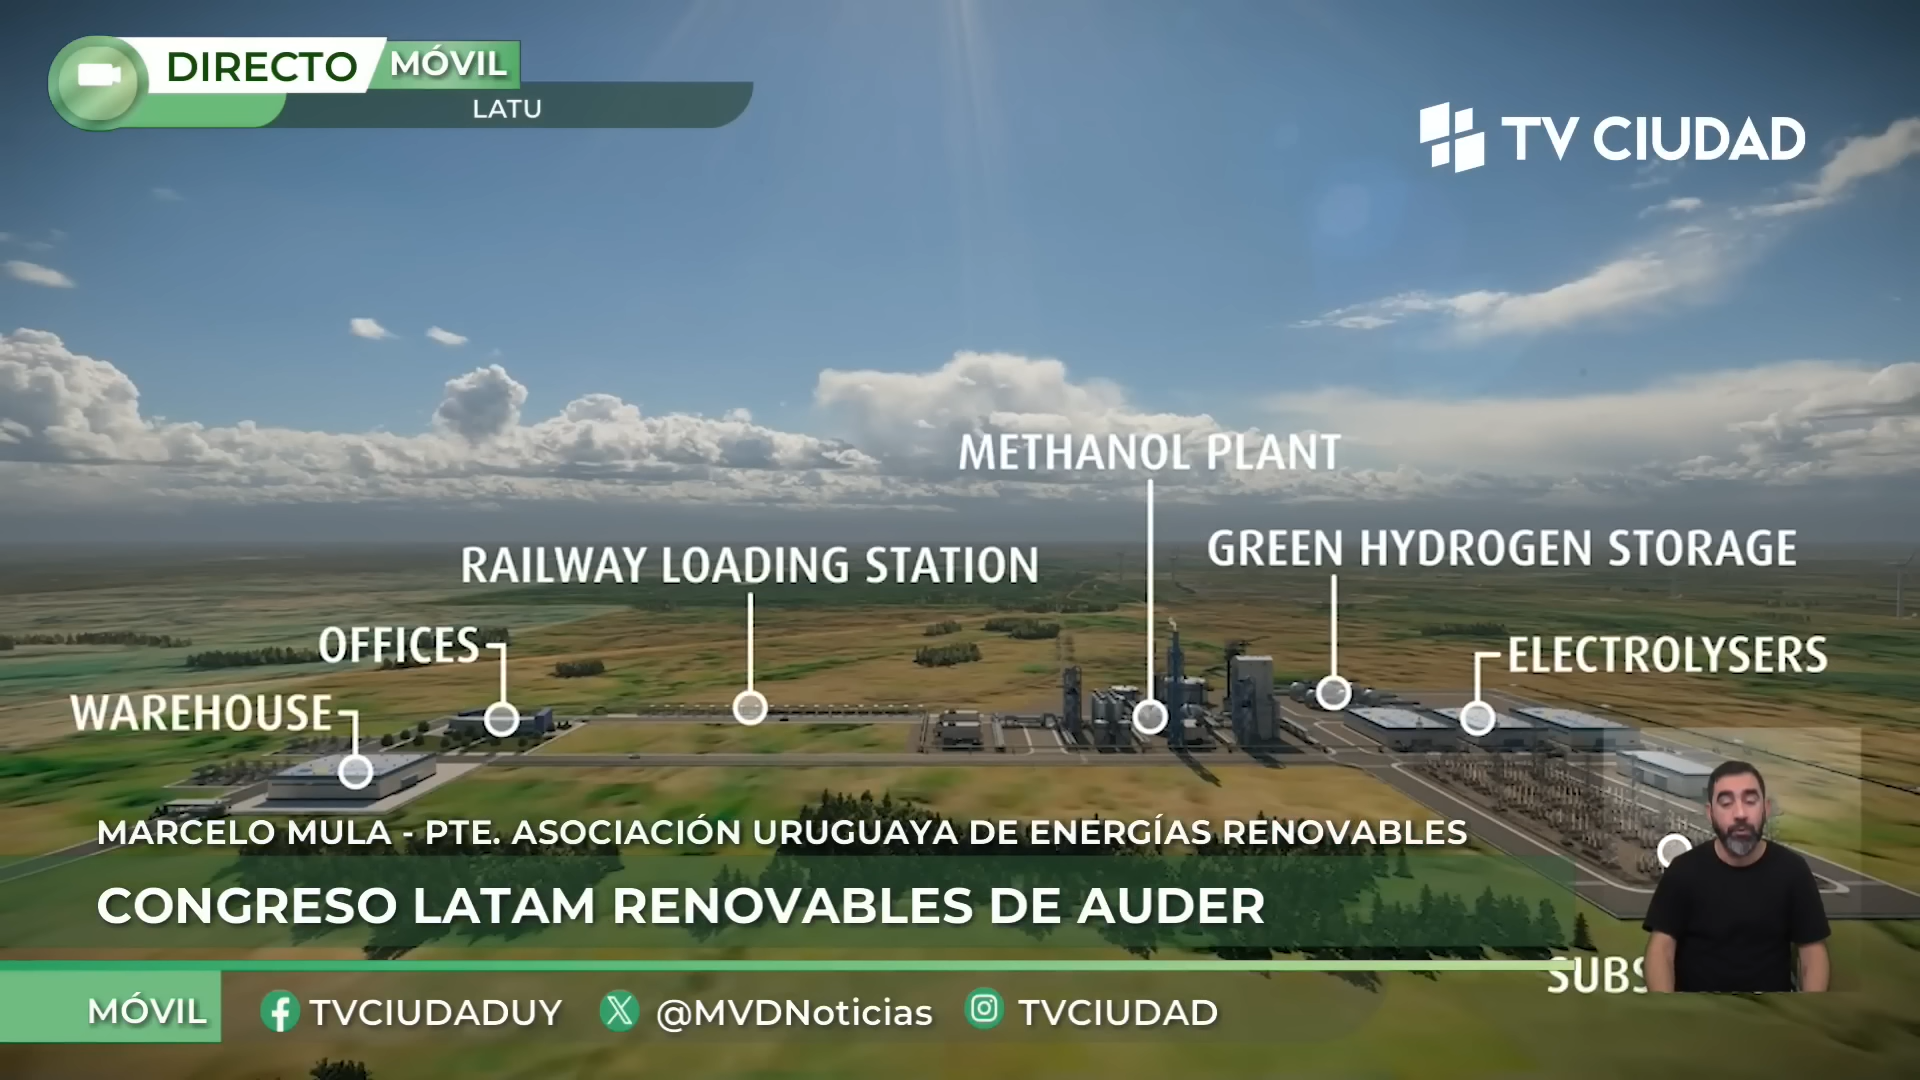 DIRECTO MÓVIL
LATU
TV CIUDAD
METHANOL PLANT
GREEN HYDROGEN STORAGE
RAILWAY LOADING STATION
OFFICES
ELECTROLYSERS
WAREHOUSE
MARCELO MULA - PTE. ASOCIACIÓN URUGUAYA DE ENERGÍAS RENOVABLES
CONGRESO LATAM RENOVABLES DE AUDER
MÓVIL TVCIUDADUY @MVDNoticias TVCIUDAD